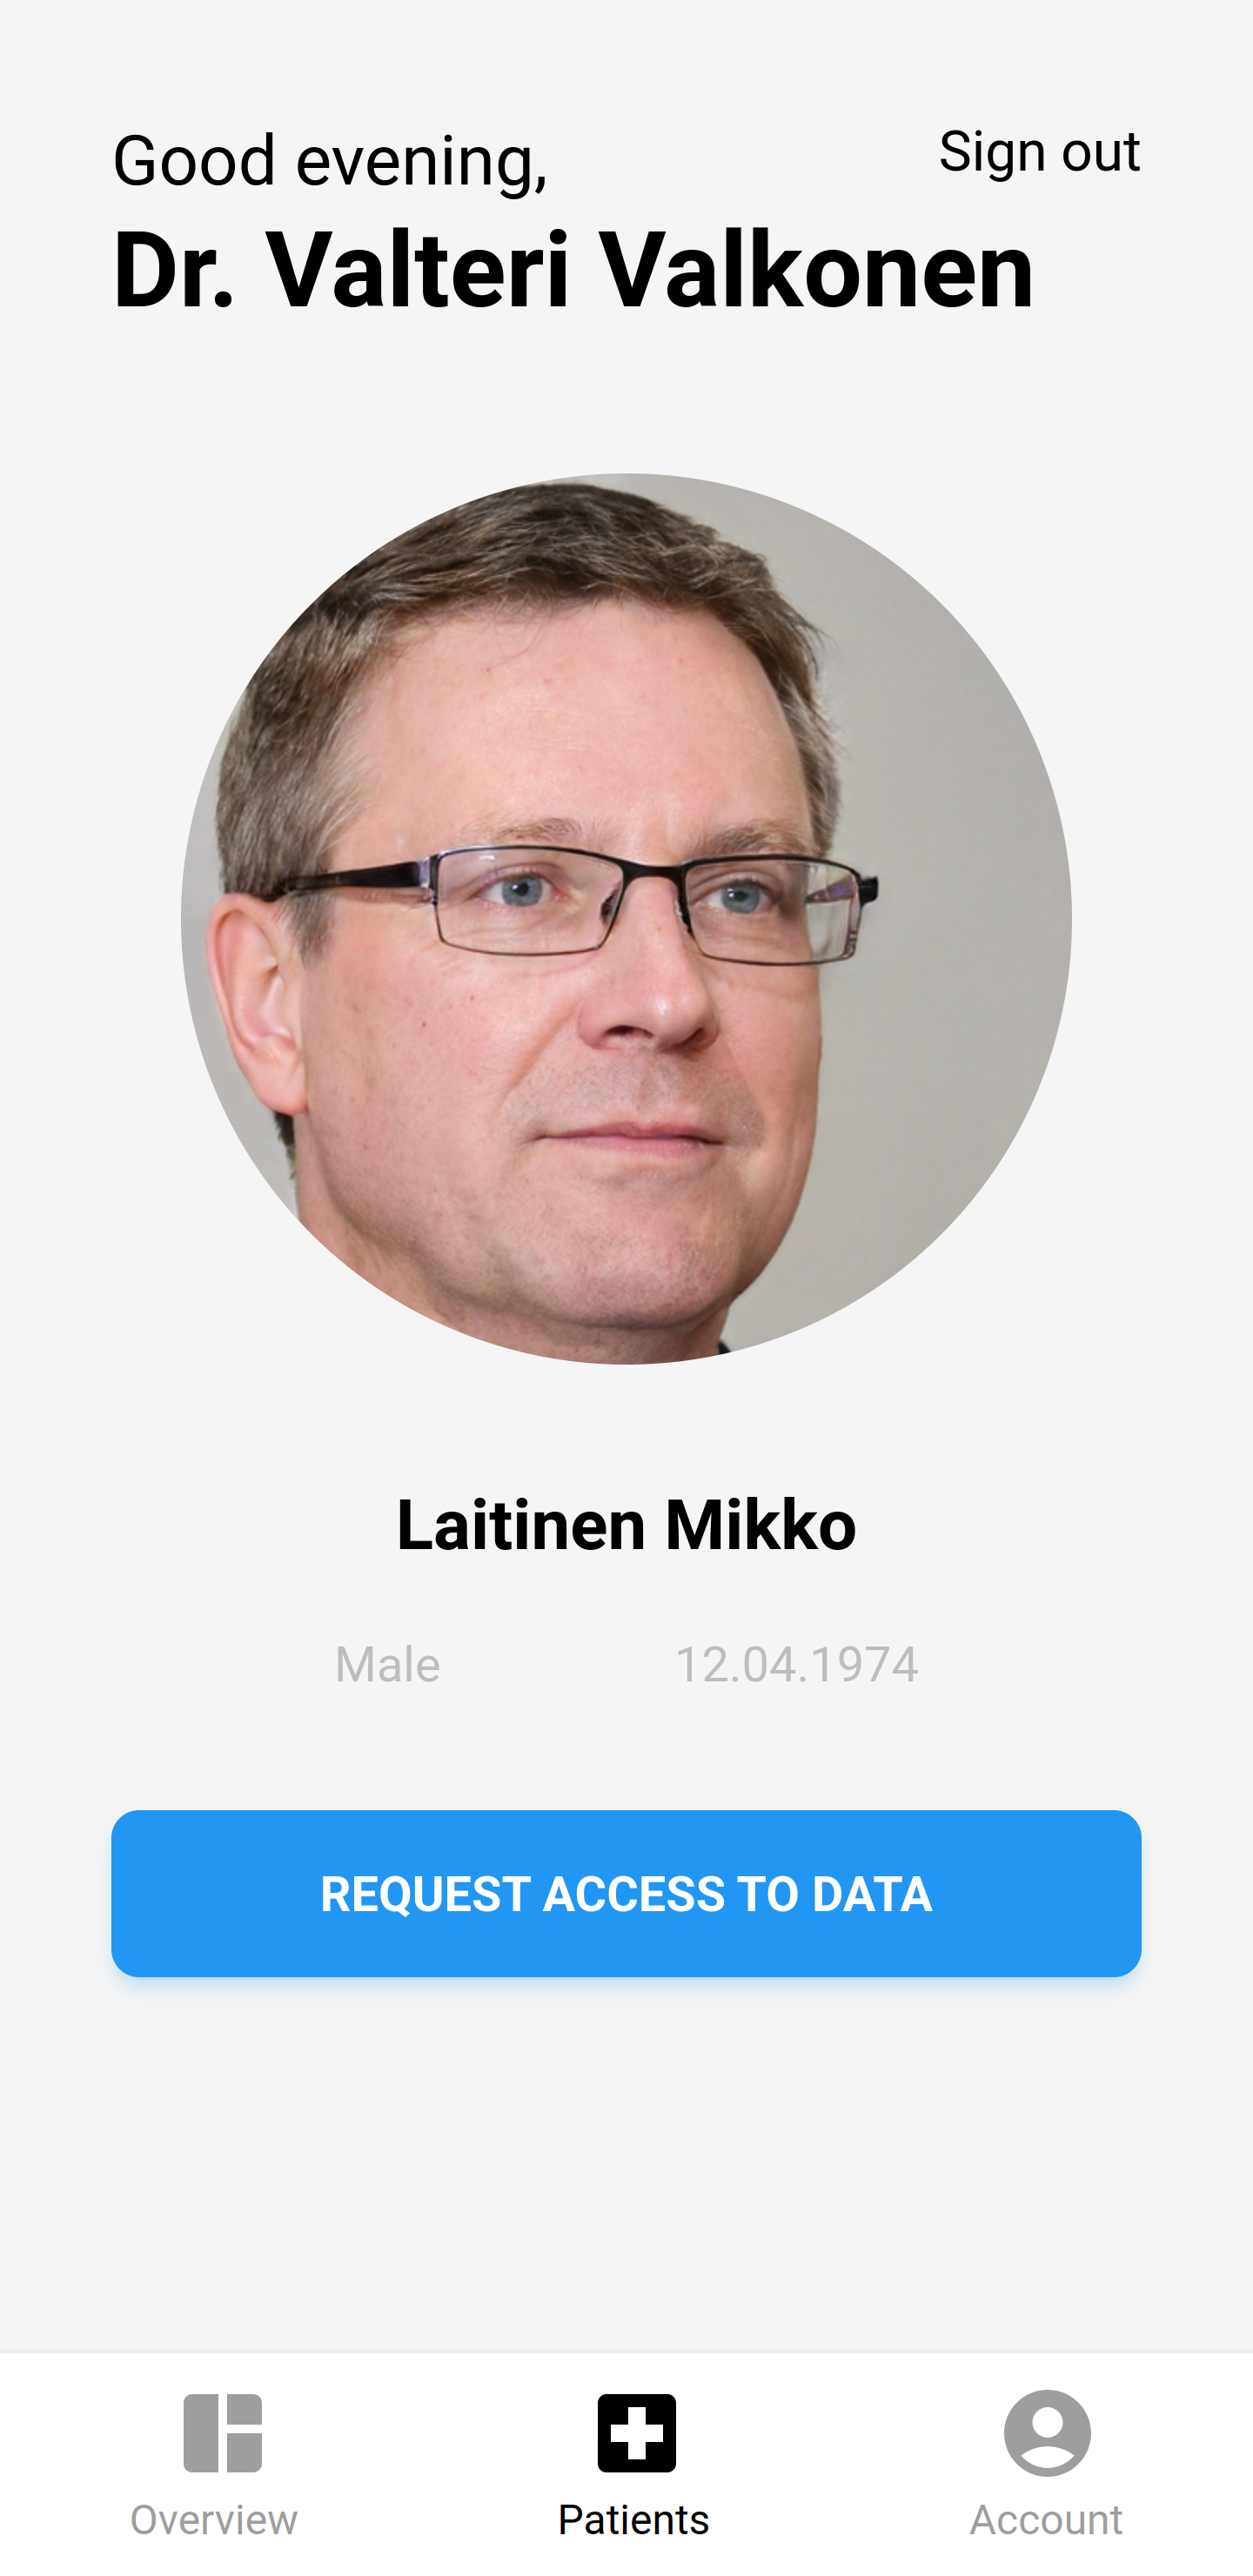 Good evening,
Sign out
Dr. Valteri Valkonen
Laitinen Mikko
Male
12.04.1974
REQUEST ACCESS TO DATA
Overview
Patients
Account